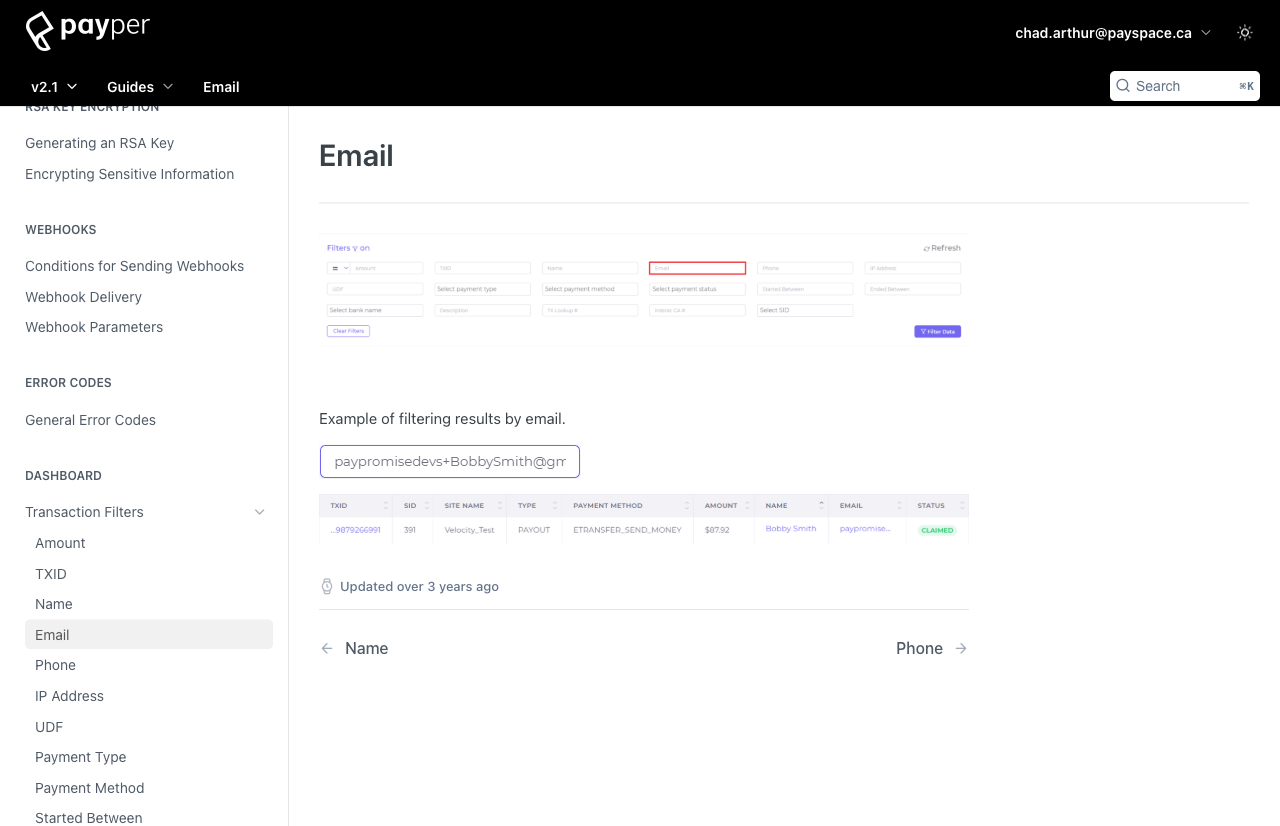 payper
chad.arthur@payspace.ca
v2.1 Guides Email
Search ⌘K
RSA KEY ENCRYPTION
Generating an RSA Key
Encrypting Sensitive Information
WEBHOOKS
Conditions for Sending Webhooks
Webhook Delivery
Webhook Parameters
ERROR CODES
General Error Codes
DASHBOARD
Transaction Filters
Amount
TXID
Name
Email
Phone
IP Address
UDF
Payment Type
Payment Method
Started Between
Email
Filters on Refresh
Amount TXID Name Email Phone IP Address
UDF Select payment type Select payment method Select payment status Started Between Ended Between
Select bank name Description TX Lookup # Interac CA # Select SID
Clear Filters Filter Data
Example of filtering results by email.
paypromisedevs+BobbySmith@gm
TXID SID SITE NAME TYPE PAYMENT METHOD AMOUNT NAME EMAIL STATUS
...9879266991 391 Velocity_Test PAYOUT ETRANSFER_SEND_MONEY $87.92 Bobby Smith paypromise... CLAIMED
Updated over 3 years ago
← Name Phone →